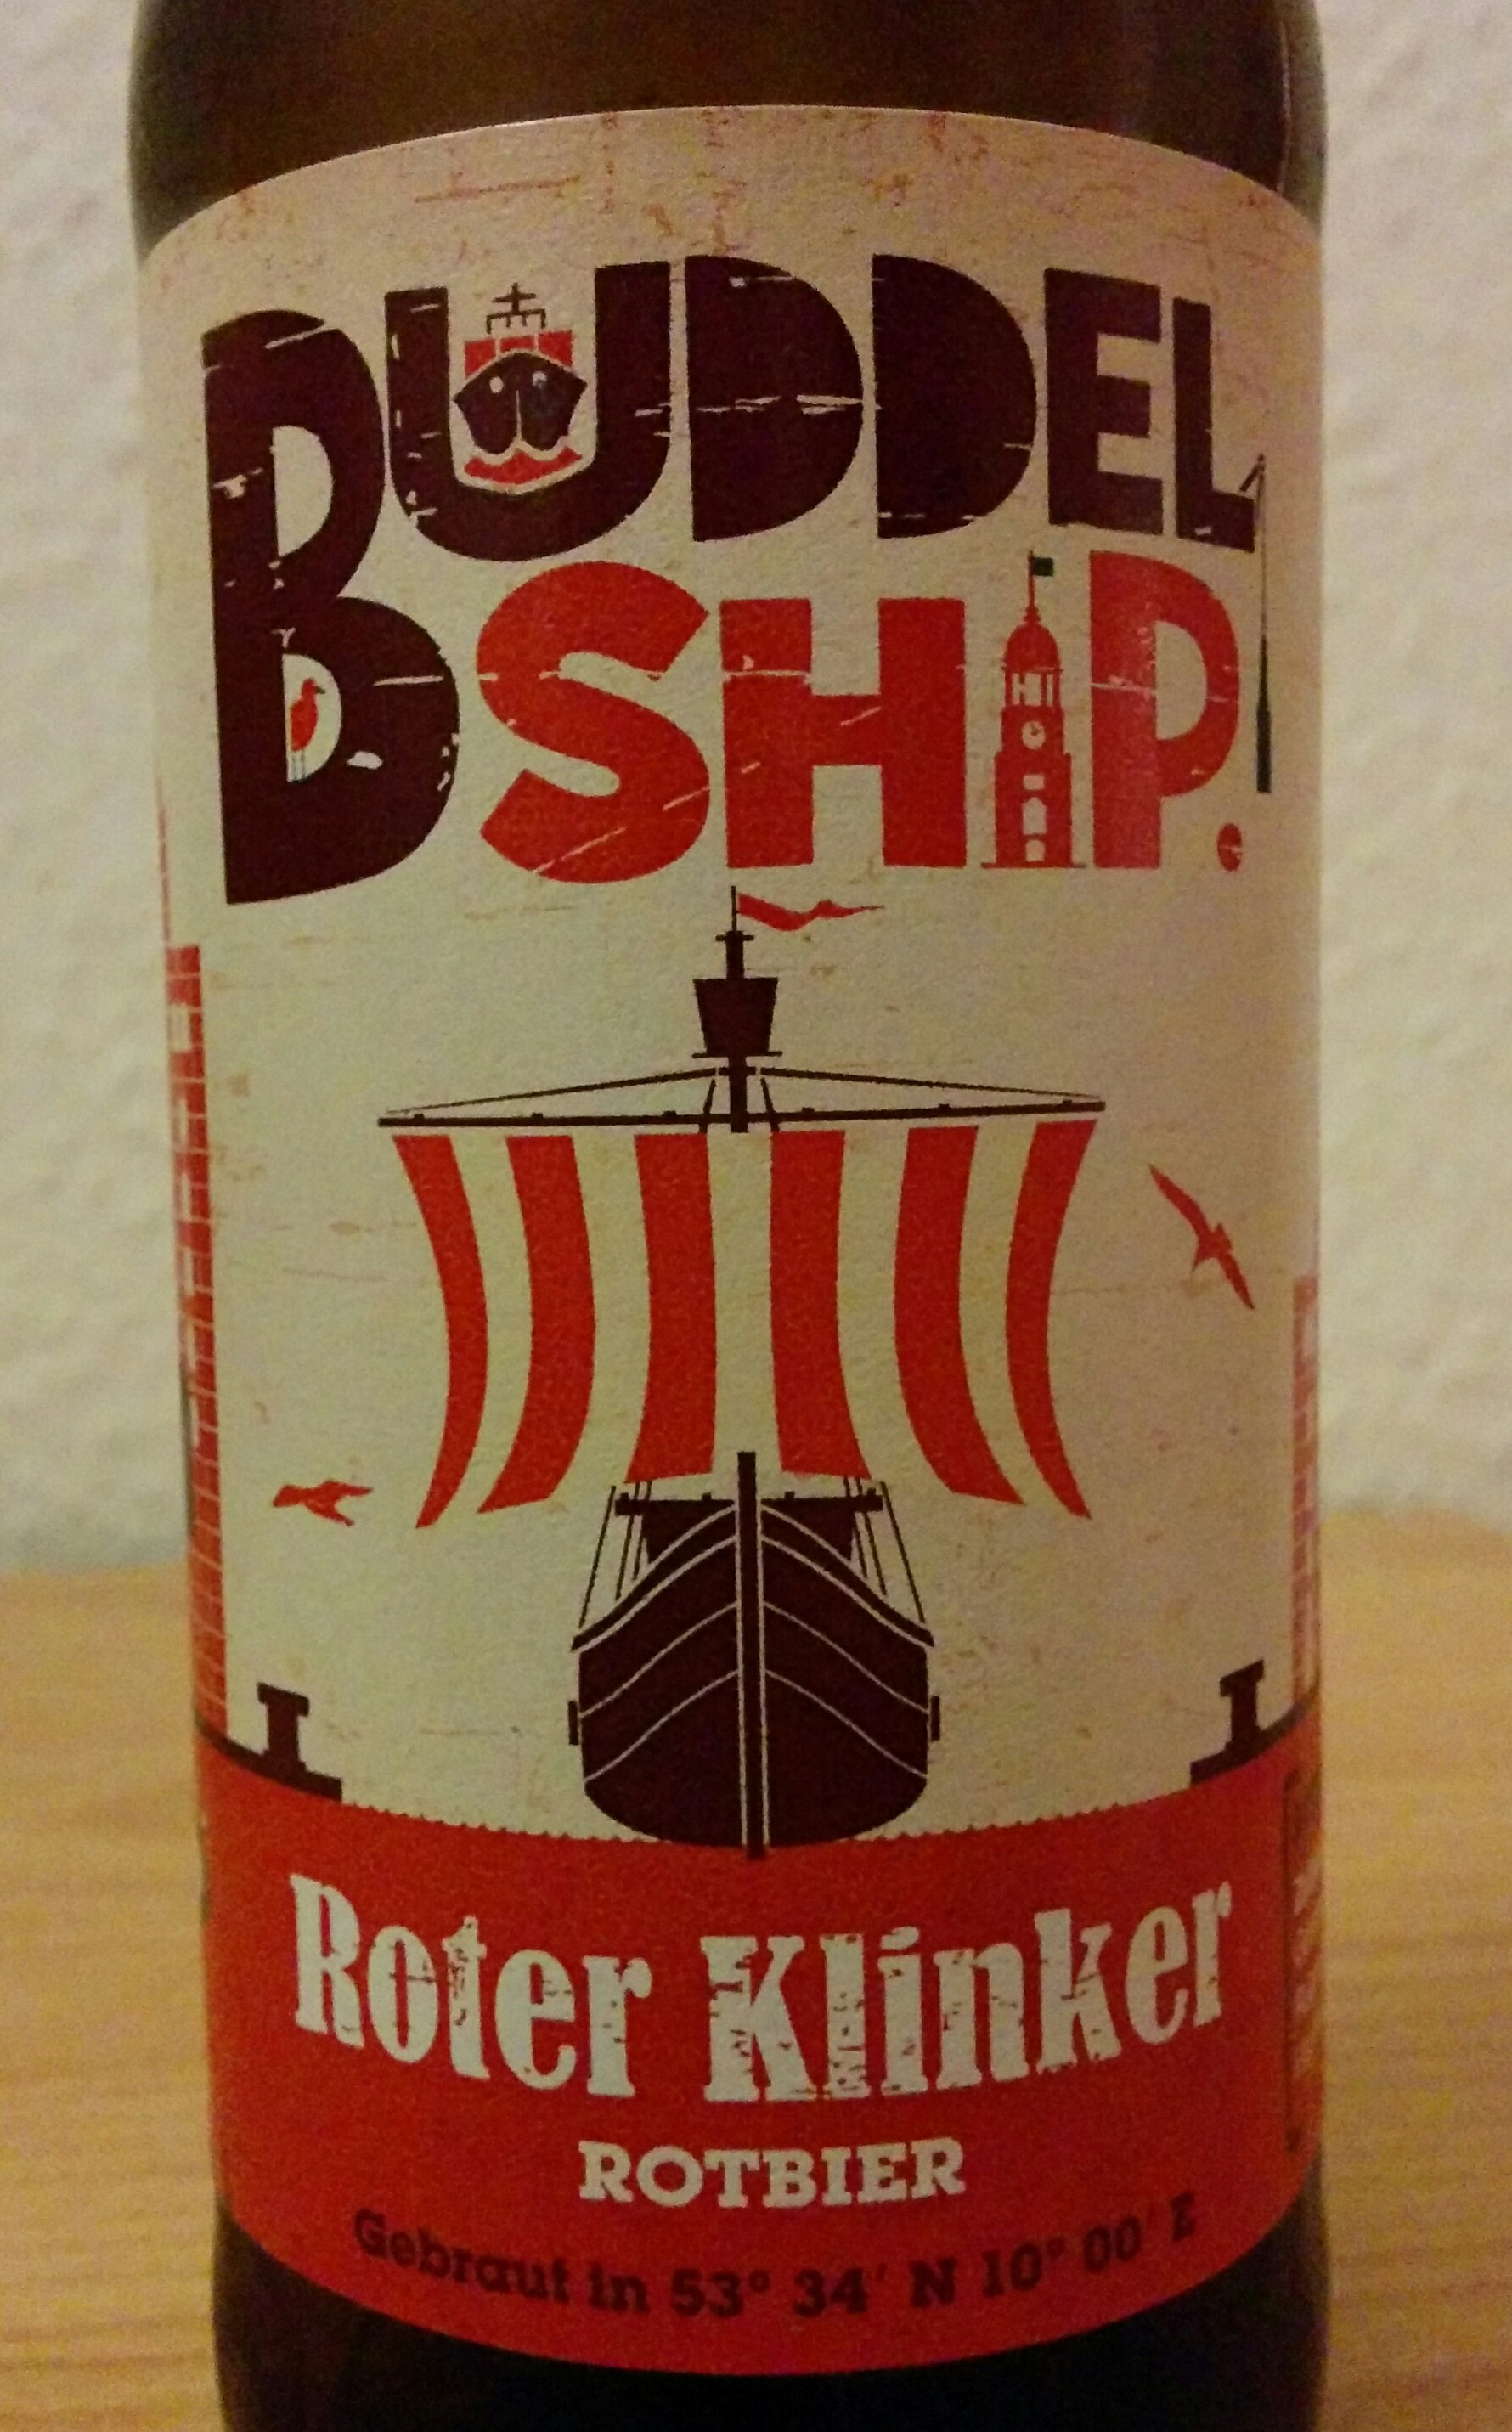 BUDDEL
SHIP.
Roter Klinker
ROTBIER
Gebraut in 53° 34' N 10° 00' E